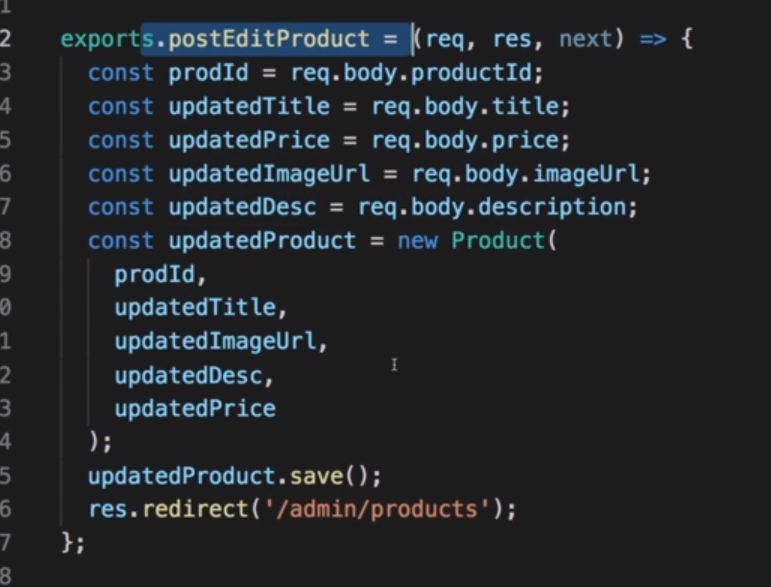 1
2 exports.postEditProduct = (req, res, next) => {
3 const prodId = req.body.productId;
4 const updatedTitle = req.body.title;
5 const updatedPrice = req.body.price;
6 const updatedImageUrl = req.body.imageUrl;
7 const updatedDesc = req.body.description;
8 const updatedProduct = new Product(
9 prodId,
0 updatedTitle,
1 updatedImageUrl,
2 updatedDesc,
3 updatedPrice
4 );
5 updatedProduct.save();
6 res.redirect('/admin/products');
7 };
8